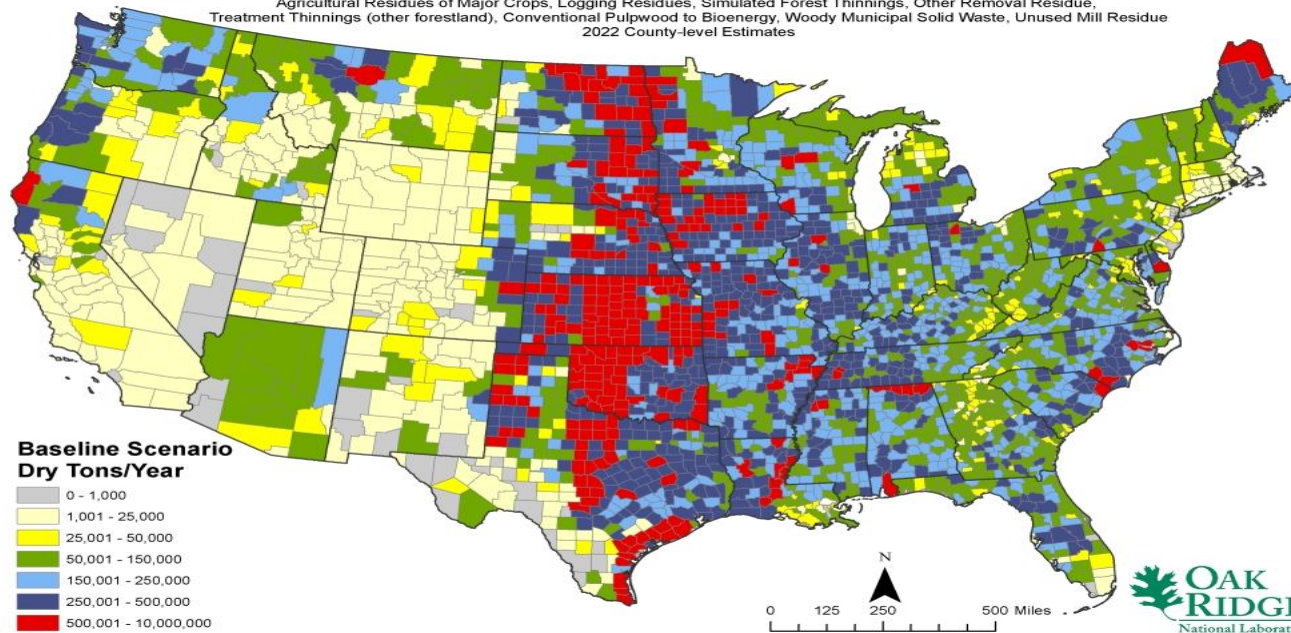 Agricultural Residues of Major Crops, Logging Residues, Simulated Forest Thinnings, Other Removal Residue,
Treatment Thinnings (other forestland), Conventional Pulpwood to Bioenergy, Woody Municipal Solid Waste, Unused Mill Residue
2022 County-level Estimates
Baseline Scenario
Dry Tons/Year
0 - 1,000
1,001 - 25,000
25,001 - 50,000
50,001 - 150,000
150,001 - 250,000
250,001 - 500,000
500,001 - 10,000,000
N
0 125 250 500 Miles
OAK
RIDGE
National Laborat